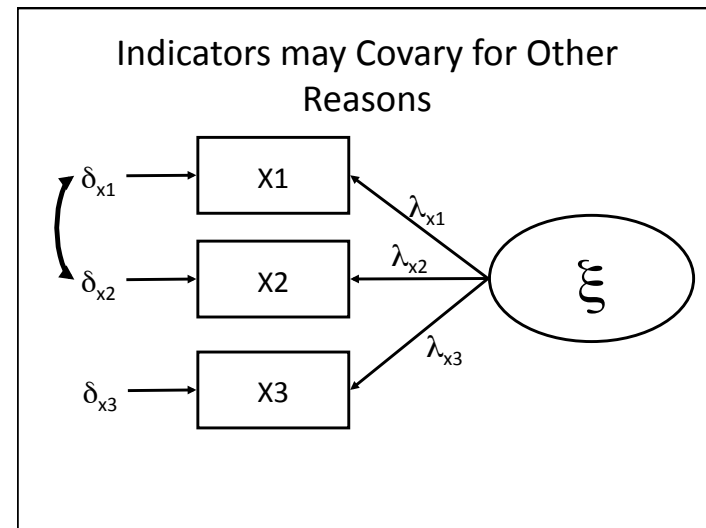 Indicators may Covary for Other
Reasons
δx1
X1
λx1
δx2
X2
λx2
ξ
λx3
δx3
X3